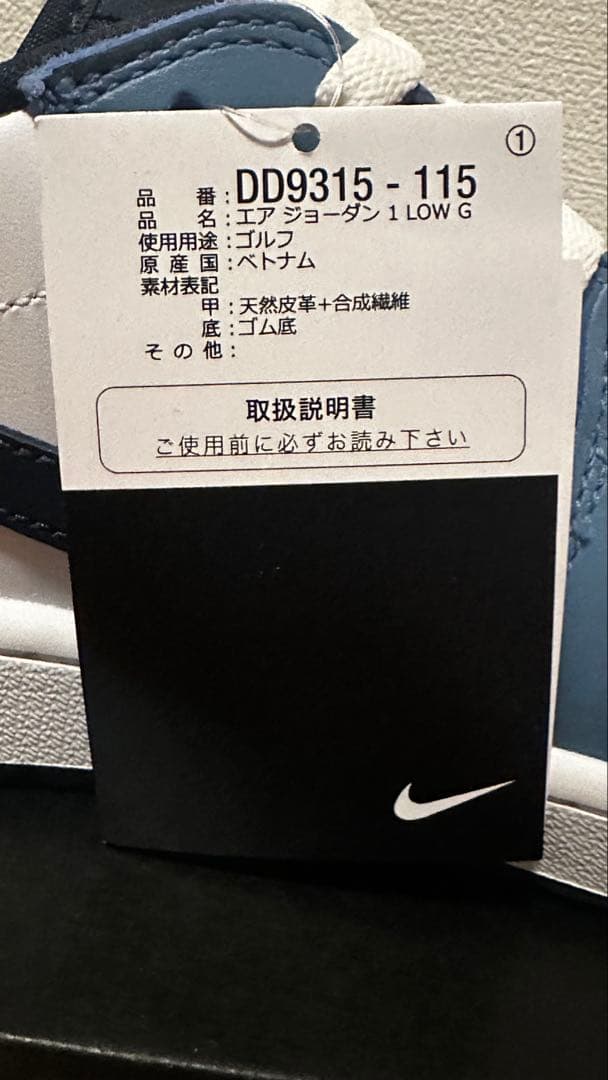 ①
品番:DD9315 - 115
品名:エア ジョーダン 1 LOW G
使用用途:ゴルフ
原産国:ベトナム
素材表記
甲:天然皮革+合成繊維
底:ゴム底
その他:
取扱説明書
ご使用前に必ずお読み下さい